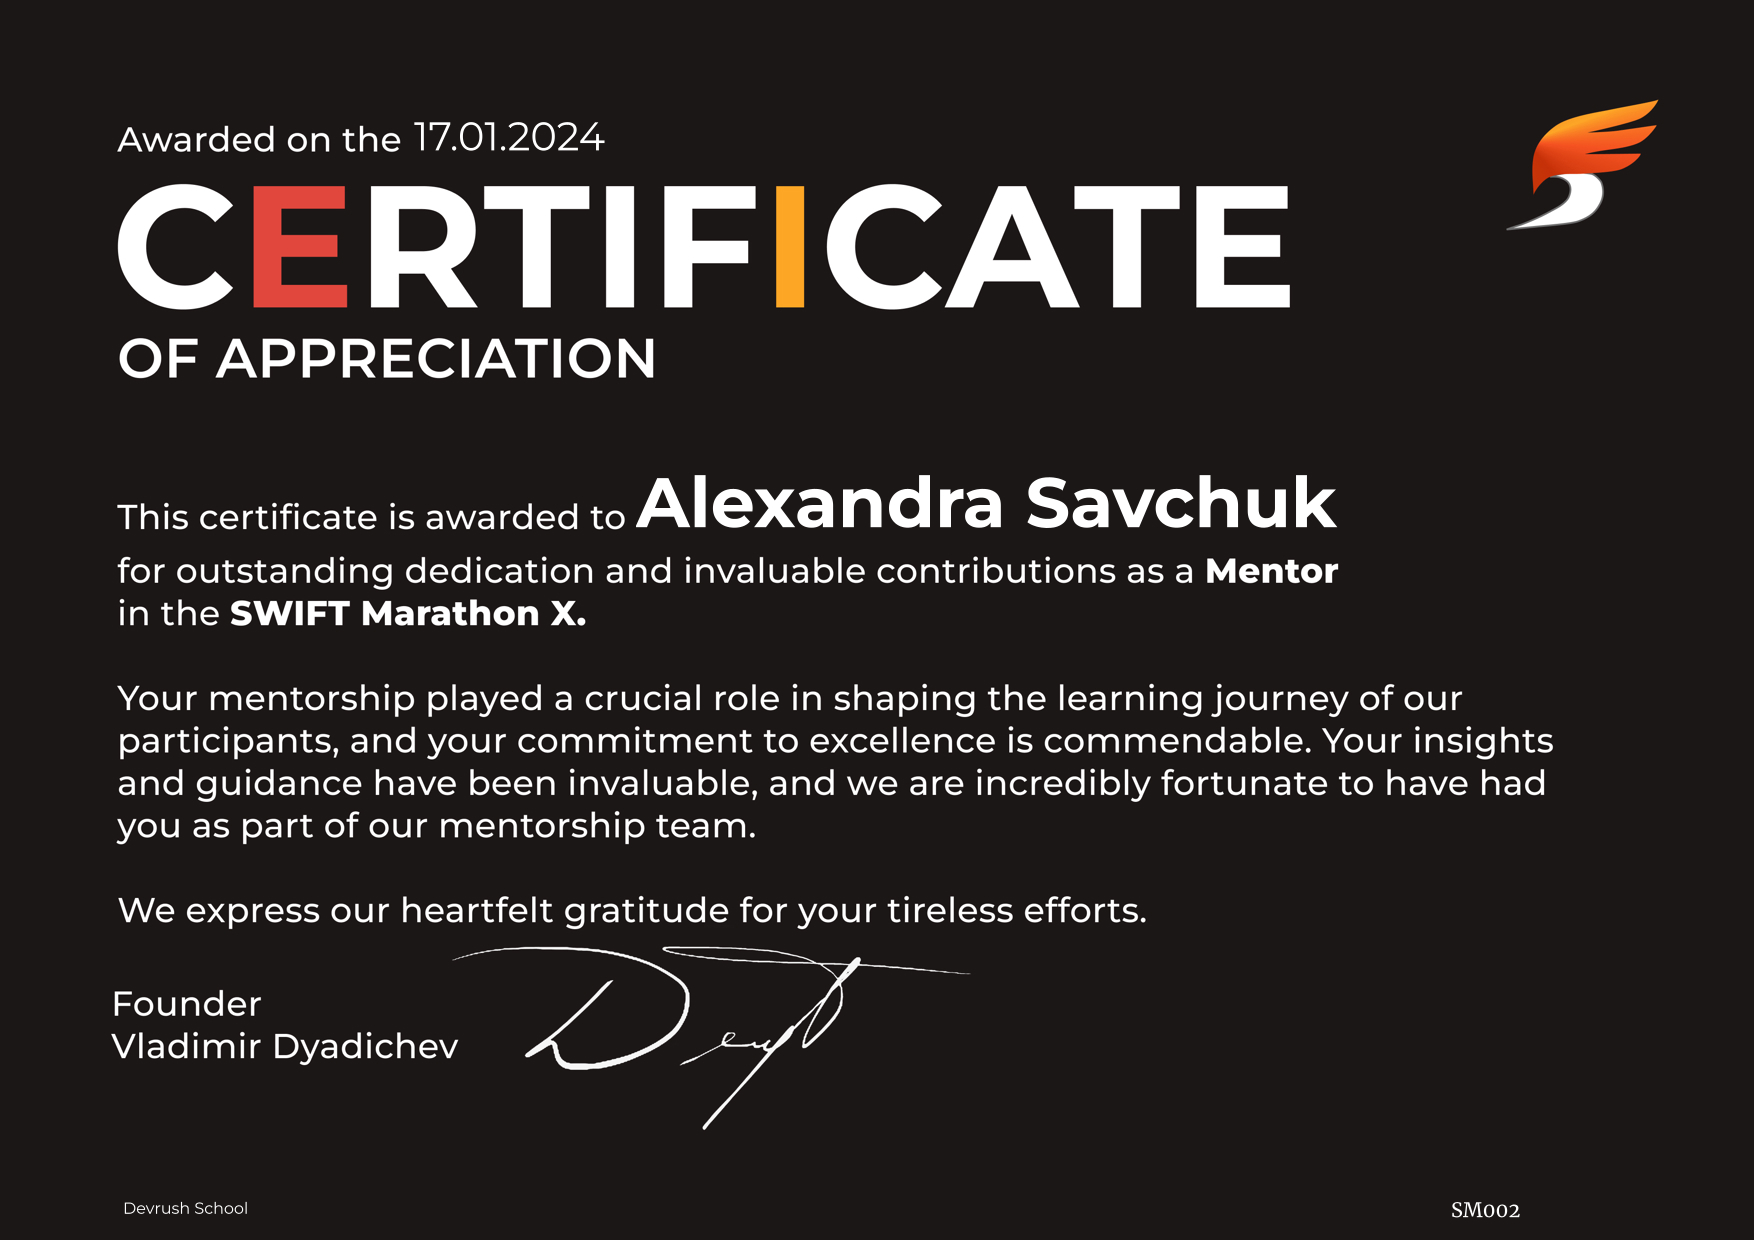 Awarded on the 17.01.2024
CERTIFICATE
OF APPRECIATION
This certificate is awarded to Alexandra Savchuk
for outstanding dedication and invaluable contributions as a Mentor
in the SWIFT Marathon X.
Your mentorship played a crucial role in shaping the learning journey of our
participants, and your commitment to excellence is commendable. Your insights
and guidance have been invaluable, and we are incredibly fortunate to have had
you as part of our mentorship team.
We express our heartfelt gratitude for your tireless efforts.
Founder
Vladimir Dyadichev
Devrush School
SM002